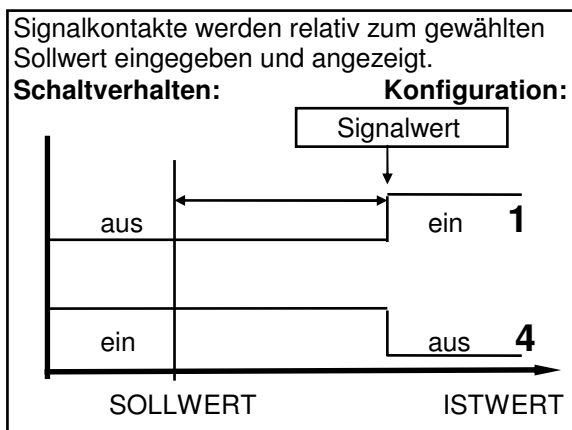 Signalkontakte werden relativ zum gewählten
Sollwert eingegeben und angezeigt.
Schaltverhalten: Konfiguration:
Signalwert
aus ein 1
ein aus 4
SOLLWERT ISTWERT